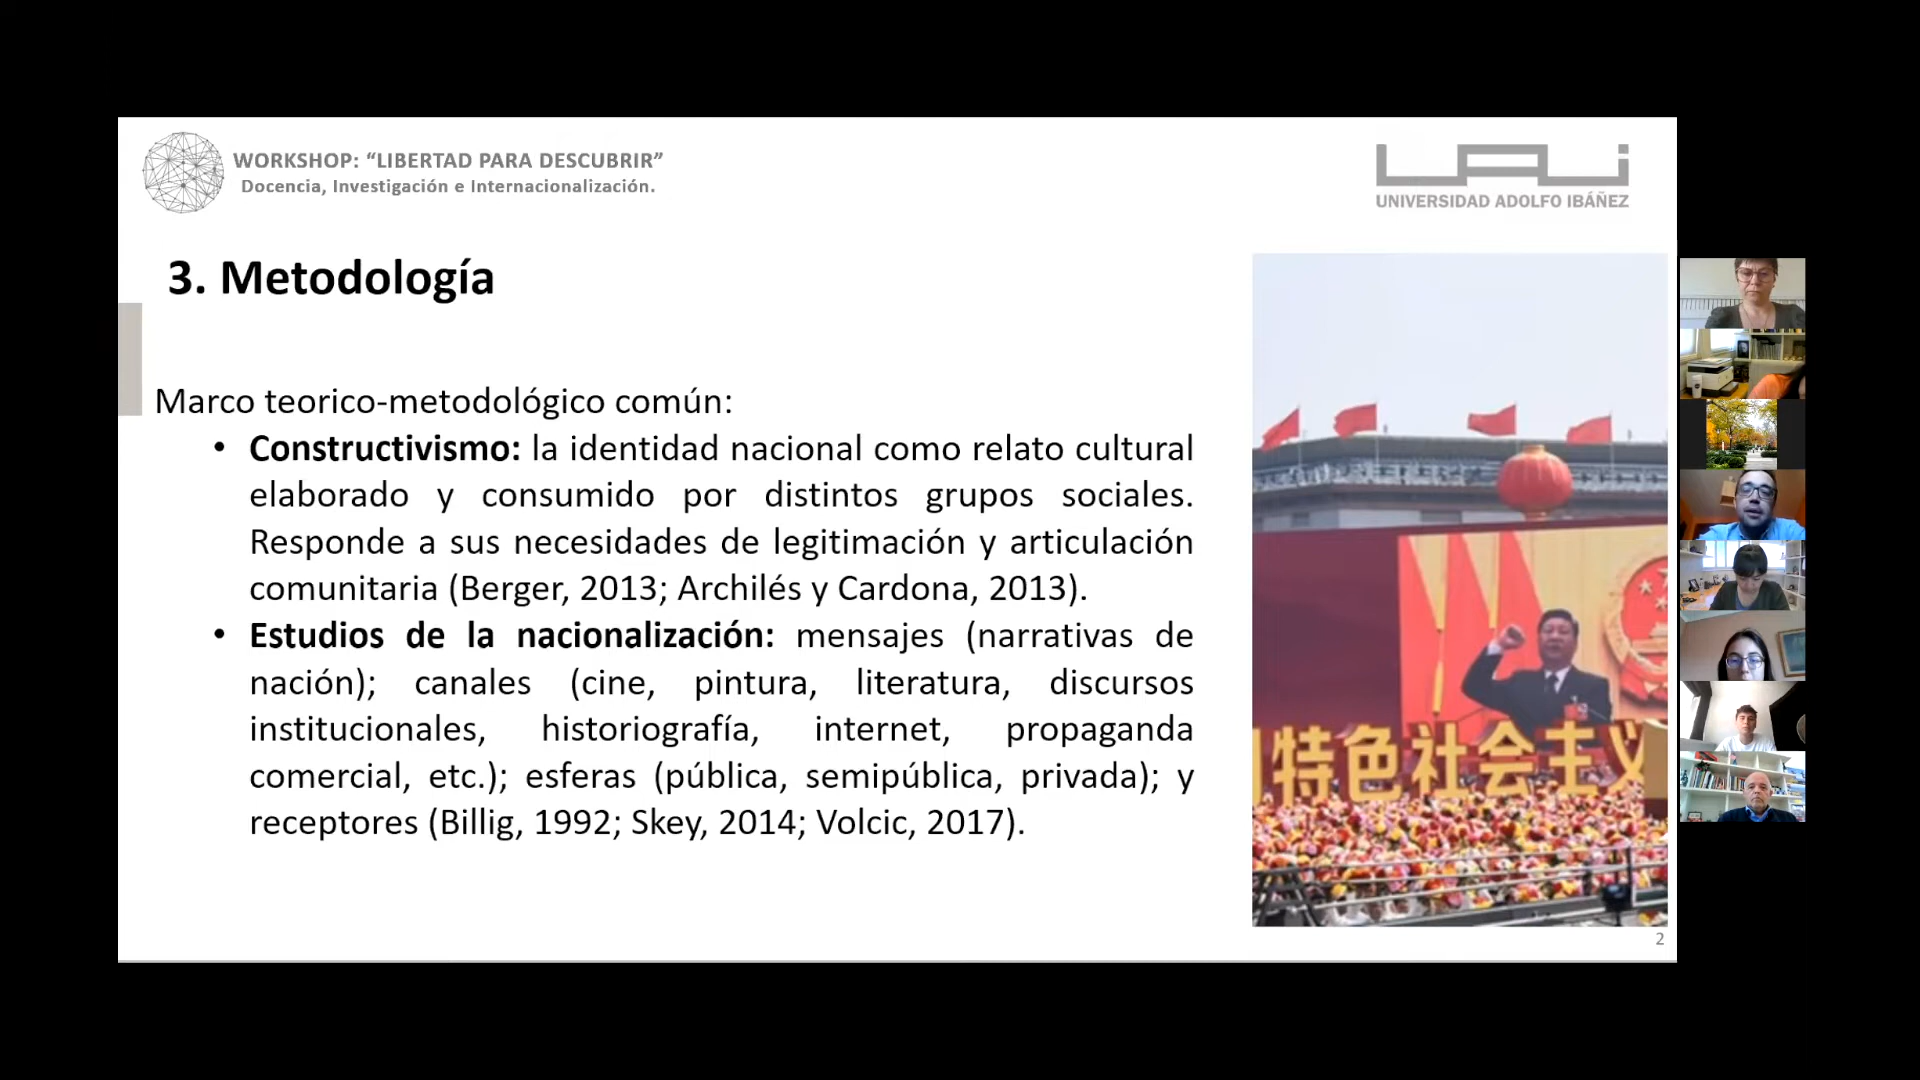 WORKSHOP: “LIBERTAD PARA DESCUBRIR”
Docencia, Investigación e Internacionalización.
UAI
UNIVERSIDAD ADOLFO IBÁÑEZ
3. Metodología
Marco teorico-metodológico común:
• Constructivismo: la identidad nacional como relato cultural
elaborado y consumido por distintos grupos sociales.
Responde a sus necesidades de legitimación y articulación
comunitaria (Berger, 2013; Archilés y Cardona, 2013).
• Estudios de la nacionalización: mensajes (narrativas de
nación); canales (cine, pintura, literatura, discursos
institucionales, historiografía, internet, propaganda
comercial, etc.); esferas (pública, semipública, privada); y
receptores (Billig, 1992; Skey, 2014; Volcic, 2017).
特色社会主义
2